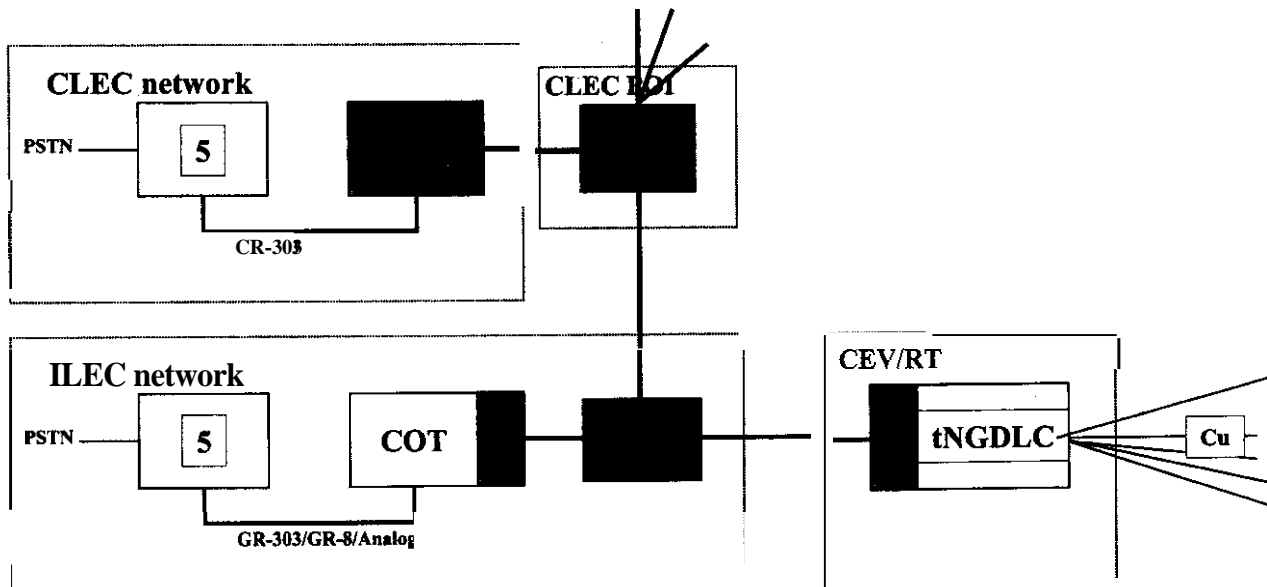 CLEC network
CLEC POI
PSTN
5
CR-303
ILEC network
CEV/RT
PSTN
5
COT
tNGDLC
Cu
GR-303/GR-8/Analog